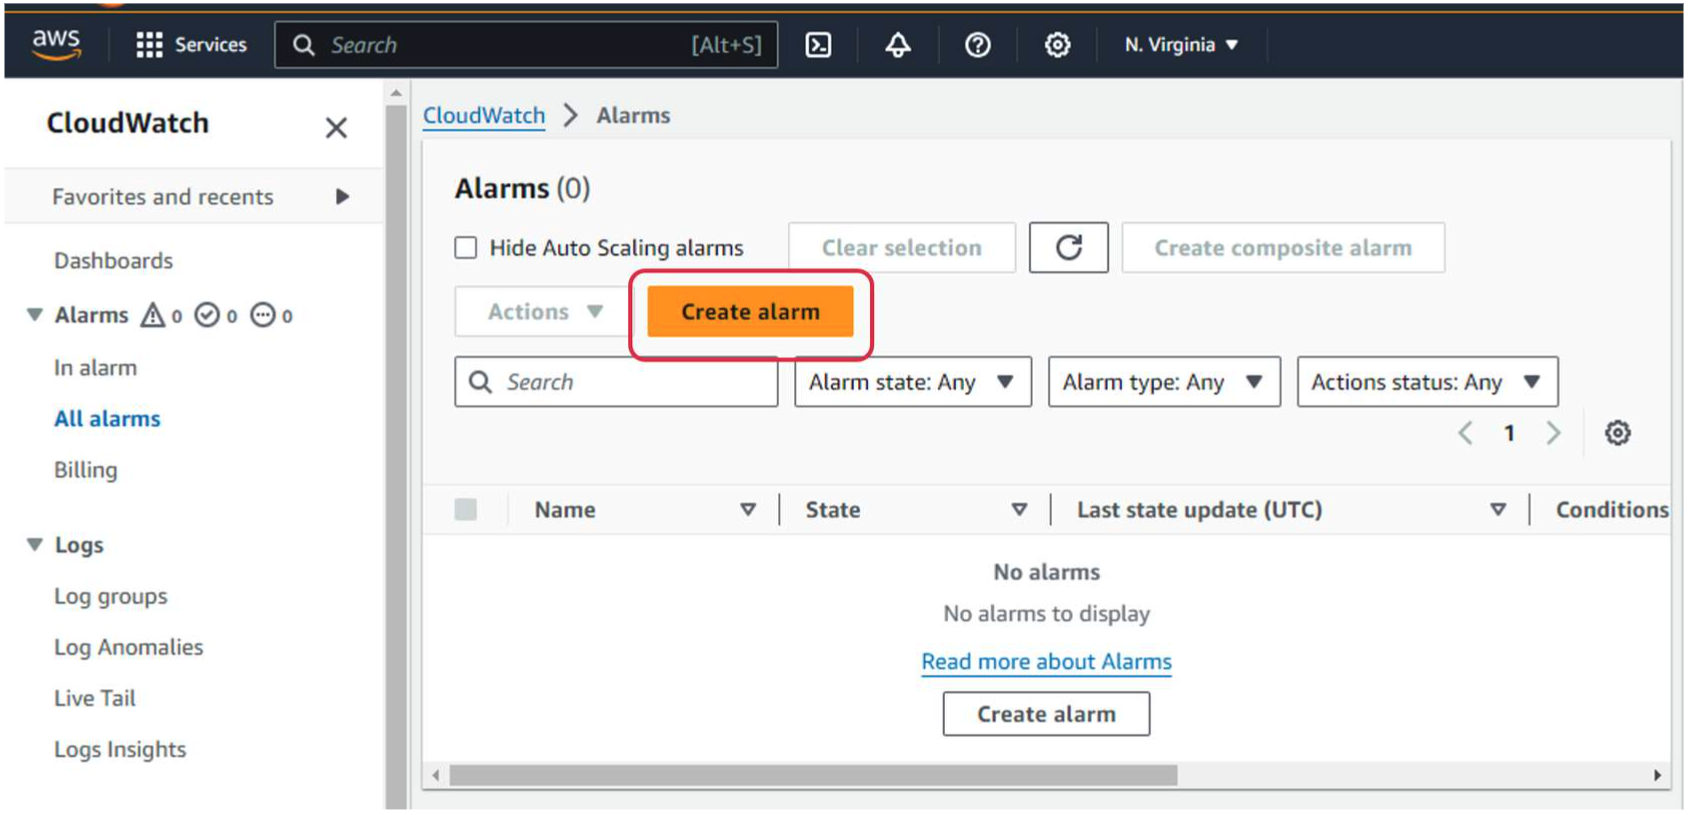 aws Services Search [Alt+S] N. Virginia
CloudWatch
Favorites and recents
Dashboards
Alarms 0 0 0
In alarm
All alarms
Billing
Logs
Log groups
Log Anomalies
Live Tail
Logs Insights
CloudWatch Alarms
Alarms (0)
Hide Auto Scaling alarms Clear selection Create composite alarm
Actions Create alarm
Search Alarm state: Any Alarm type: Any Actions status: Any
1
Name State Last state update (UTC) Conditions
No alarms
No alarms to display
Read more about Alarms
Create alarm